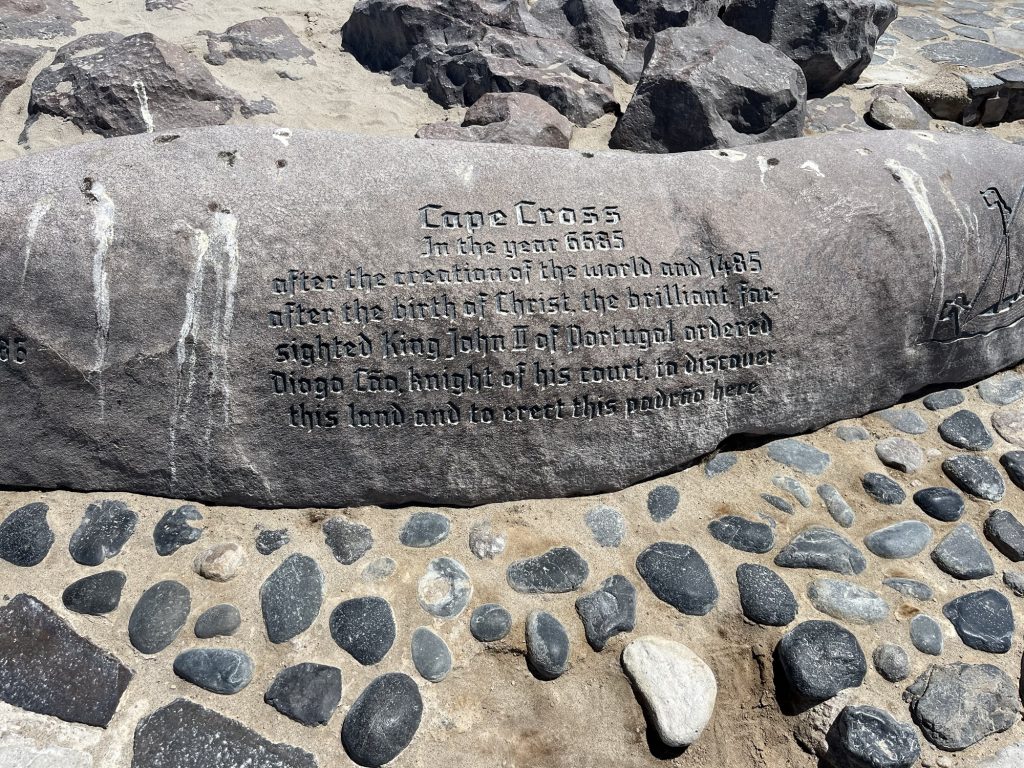 Cape Cross
In the year 6685
after the creation of the world and 1485
after the birth of Christ, the brilliant, far-
sighted King John II of Portugal ordered
Diogo Cão, knight of his court, to discover
this land and to erect this padrão here